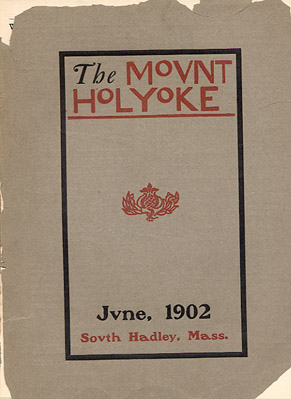 The MOVNT
HOLYOKE
Jvne, 1902
Sovth Hadley, Mass.